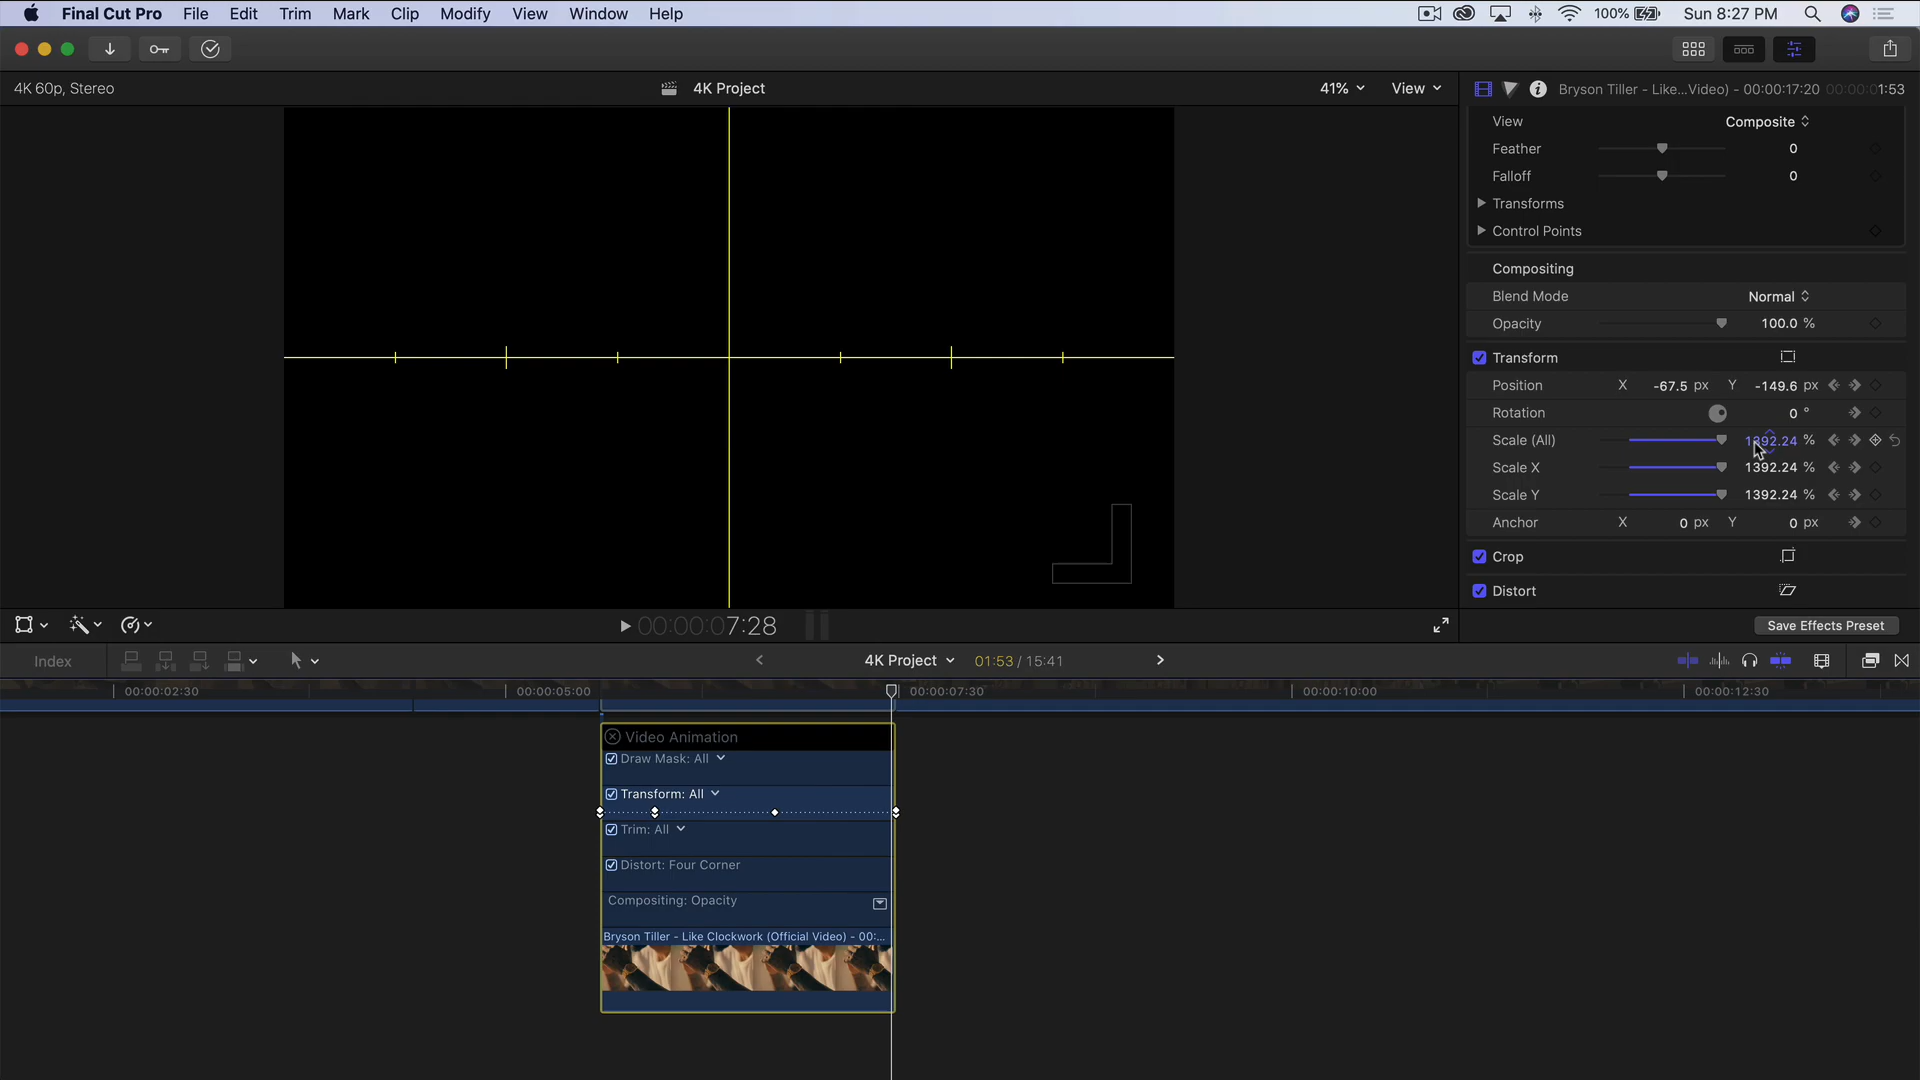 Final Cut Pro File Edit Trim Mark Clip Modify View Window Help 100% Sun 8:27 PM
4K 60p, Stereo 4K Project 41% View Bryson Tiller - Like...Video) - 00:00:17:20 00:00:01:53
View Composite
Feather 0
Falloff 0
Transforms
Control Points
Compositing
Blend Mode Normal
Opacity 100.0 %
Transform
Position X -67.5 px Y -149.6 px
Rotation 0 °
Scale (All) 1392.24 %
Scale X 1392.24 %
Scale Y 1392.24 %
Anchor X 0 px Y 0 px
Crop
Distort
00:00:07:28 Save Effects Preset
Index 4K Project 01:53 / 15:41
00:00:02:30 00:00:05:00 00:00:07:30 00:00:10:00 00:00:12:30
Video Animation
Draw Mask: All
Transform: All
Trim: All
Distort: Four Corner
Compositing: Opacity
Bryson Tiller - Like Clockwork (Official Video) - 00:...